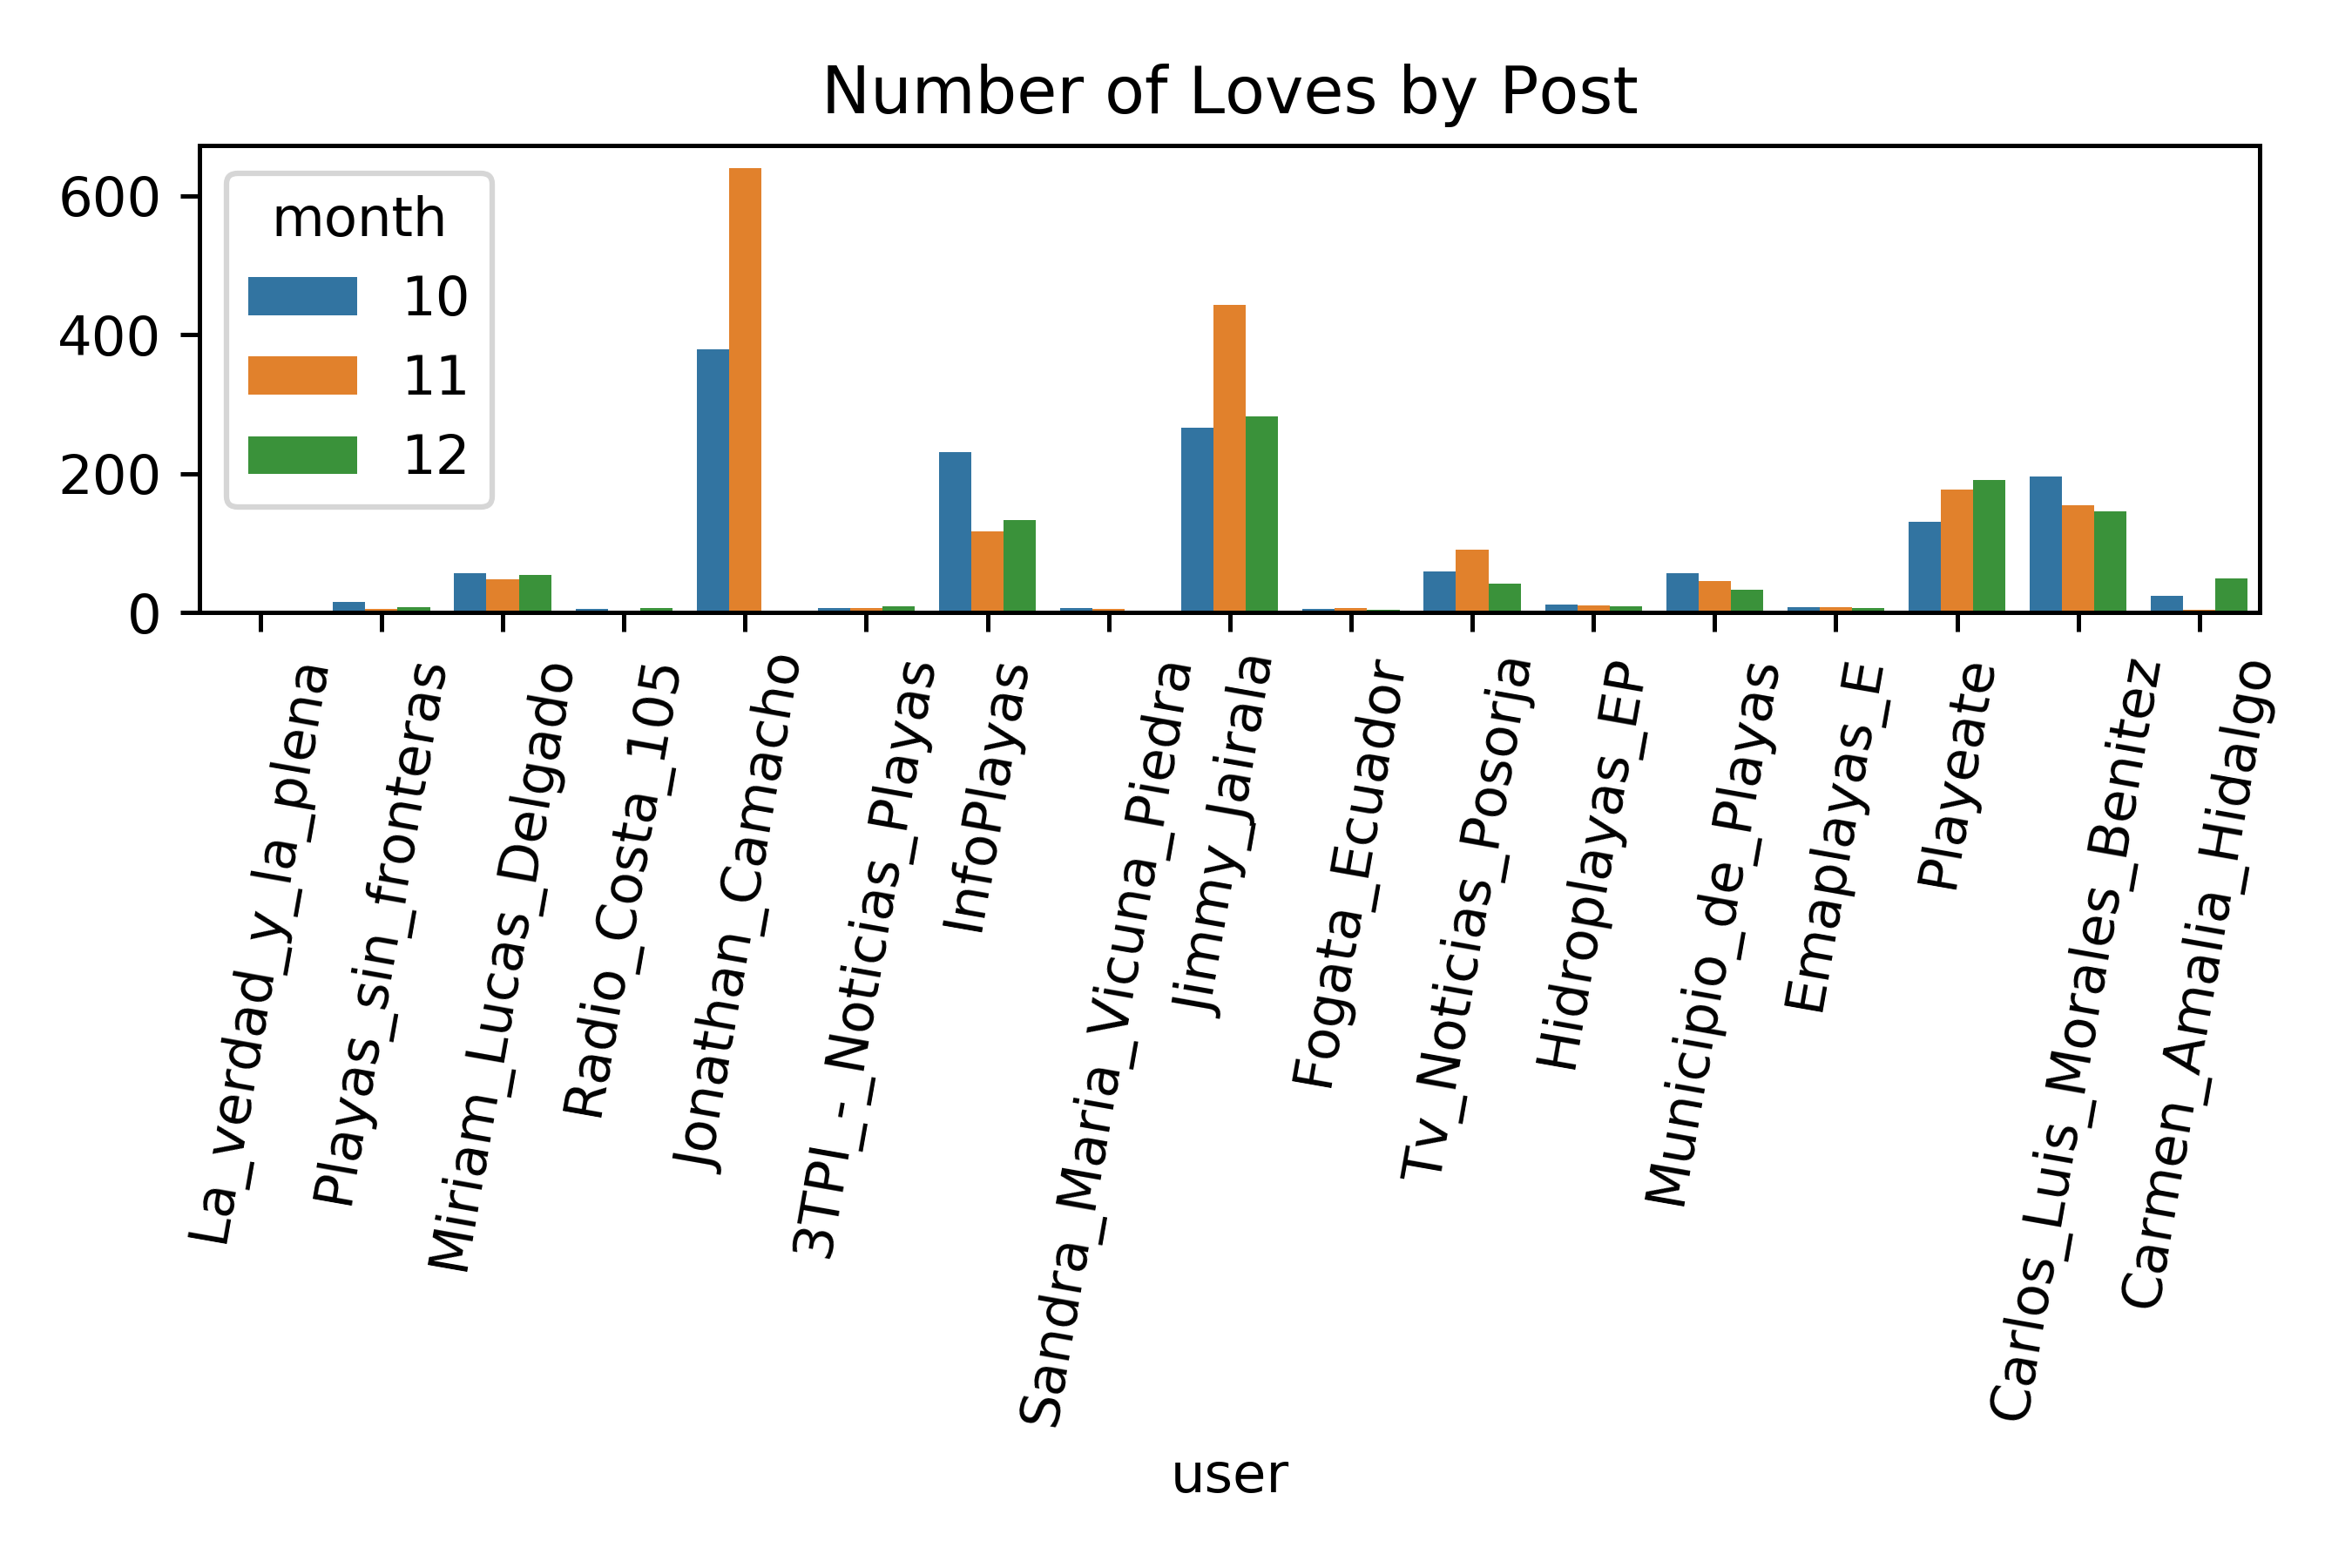 Number of Loves by Post
600
400
200
0
month
10
11
12
La_verdad_y_la_plena
Playas_sin_fronteras
Miriam_Lucas_Delgado
Radio_Costa_105
Jonathan_Camacho
3TPl_-_Noticias_Playas
InfoPlayas
Sandra_Maria_Vicuna_Piedra
Jimmy_Jairala
Fogata_Ecuador
Tv_Noticias_Posorja
Hidroplayas_EP
Municipio_de_Playas
Emaplayas_E
Playeate
Carlos_Luis_Morales_Benitez
Carmen_Amalia_Hidalgo
user